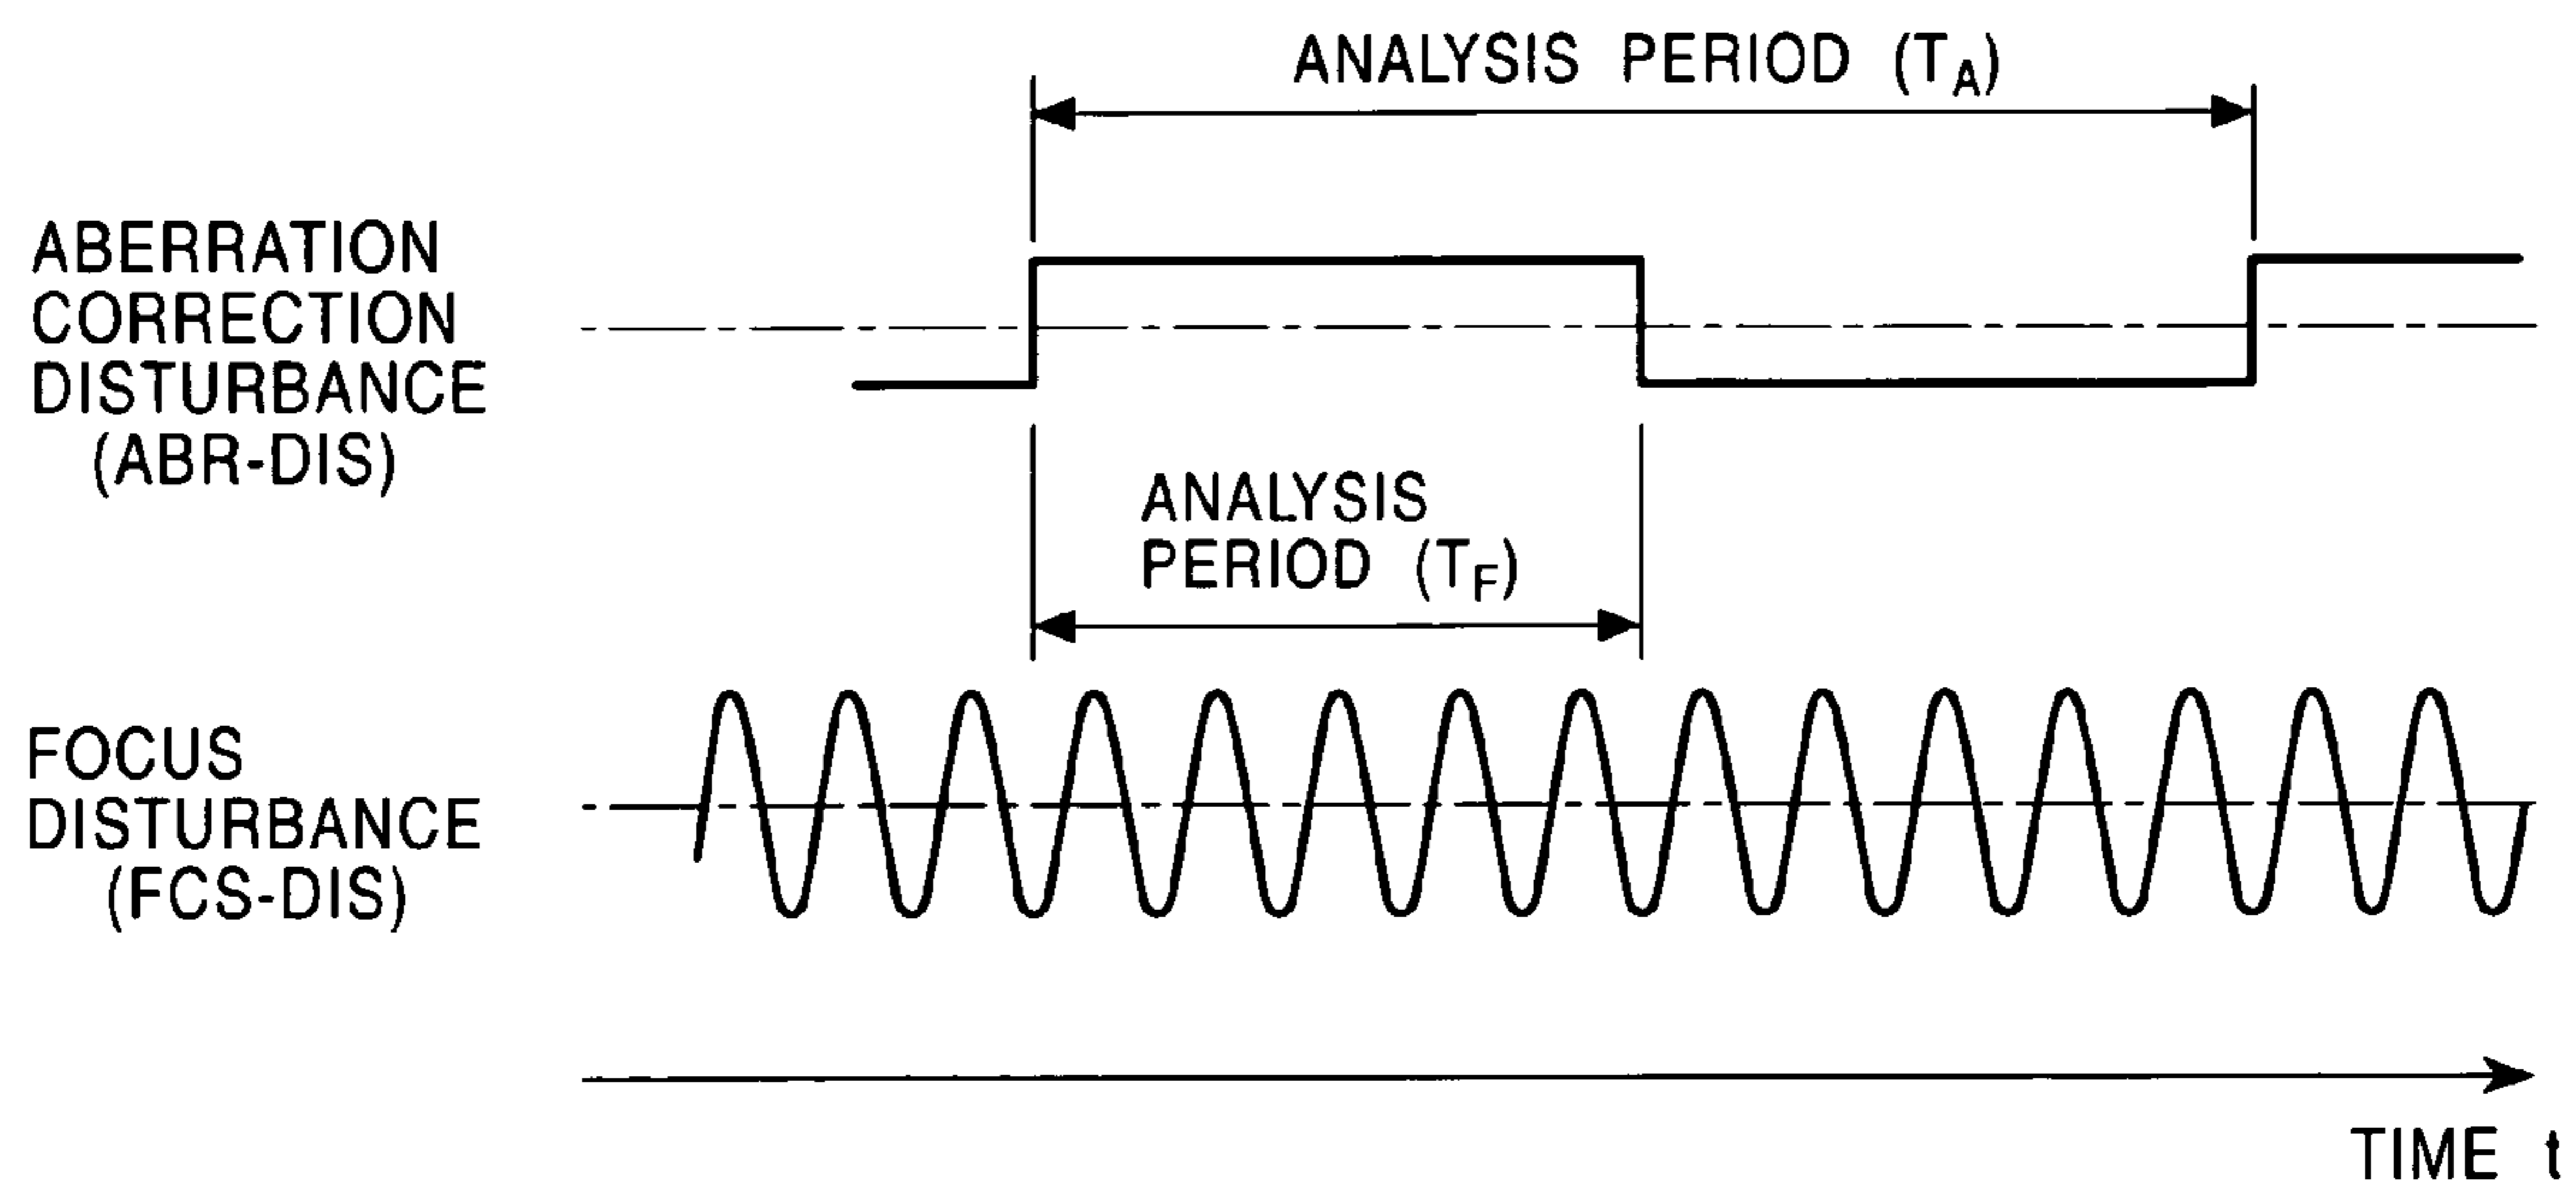 ANALYSIS PERIOD (TA)
ABERRATION
CORRECTION
DISTURBANCE
(ABR-DIS)
ANALYSIS
PERIOD (TF)
FOCUS
DISTURBANCE
(FCS-DIS)
TIME t